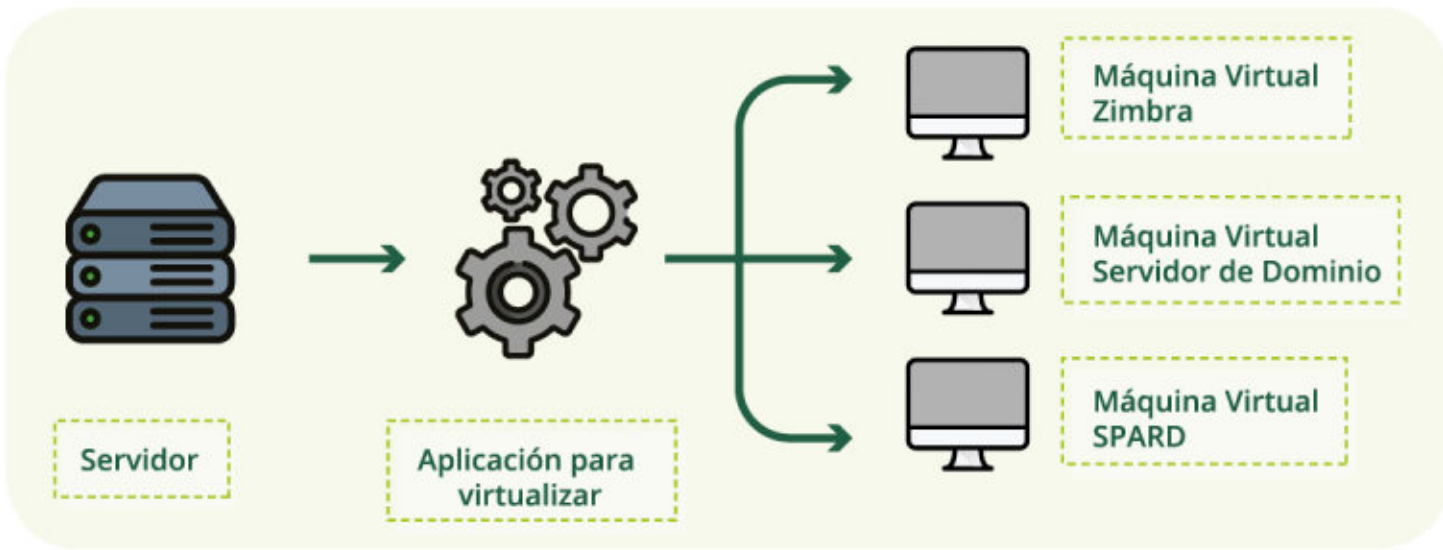 Máquina Virtual
Zimbra
Máquina Virtual
Servidor de Dominio
Máquina Virtual
SPARD
Servidor
Aplicación para
virtualizar